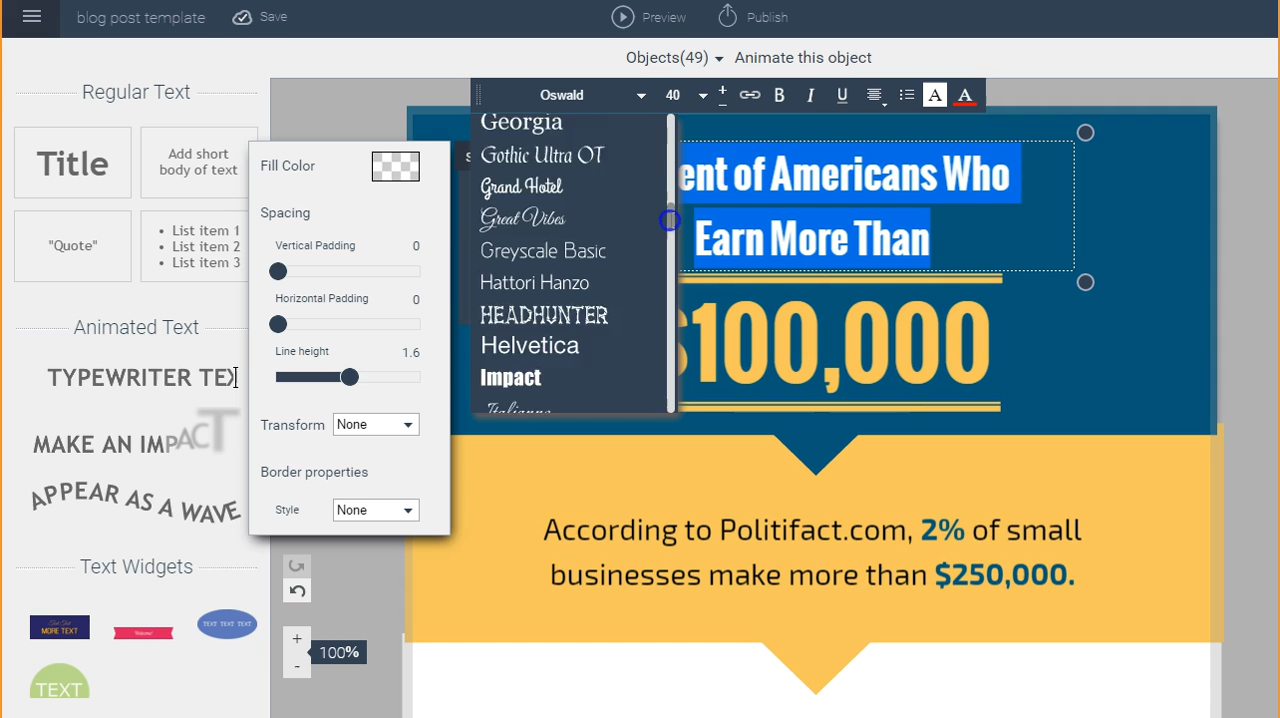 blog post template
Save
Preview
Publish
Objects(49)
Animate this object
Regular Text
Title
Add short
body of text
"Quote"
• List item 1
• List item 2
• List item 3
Animated Text
TYPEWRITER TEX
MAKE AN IMPACT
APPEAR AS A WAVE
Text Widgets
MORE TEXT
Welcome!
TEXT TEXT TEXT
TEXT
Fill Color
Spacing
Vertical Padding 0
Horizontal Padding 0
Line height 1.6
Transform None
Border properties
Style None
+
100%
-
Oswald 40 + - B I U A A
Georgia
Gothic Ultra OT
Grand Hotel
Great Vibes
Greyscale Basic
Hattori Hanzo
HEADHUNTER
Helvetica
Impact
Italianno
ent of Americans Who
Earn More Than
$100,000
According to Politifact.com, 2% of small
businesses make more than $250,000.